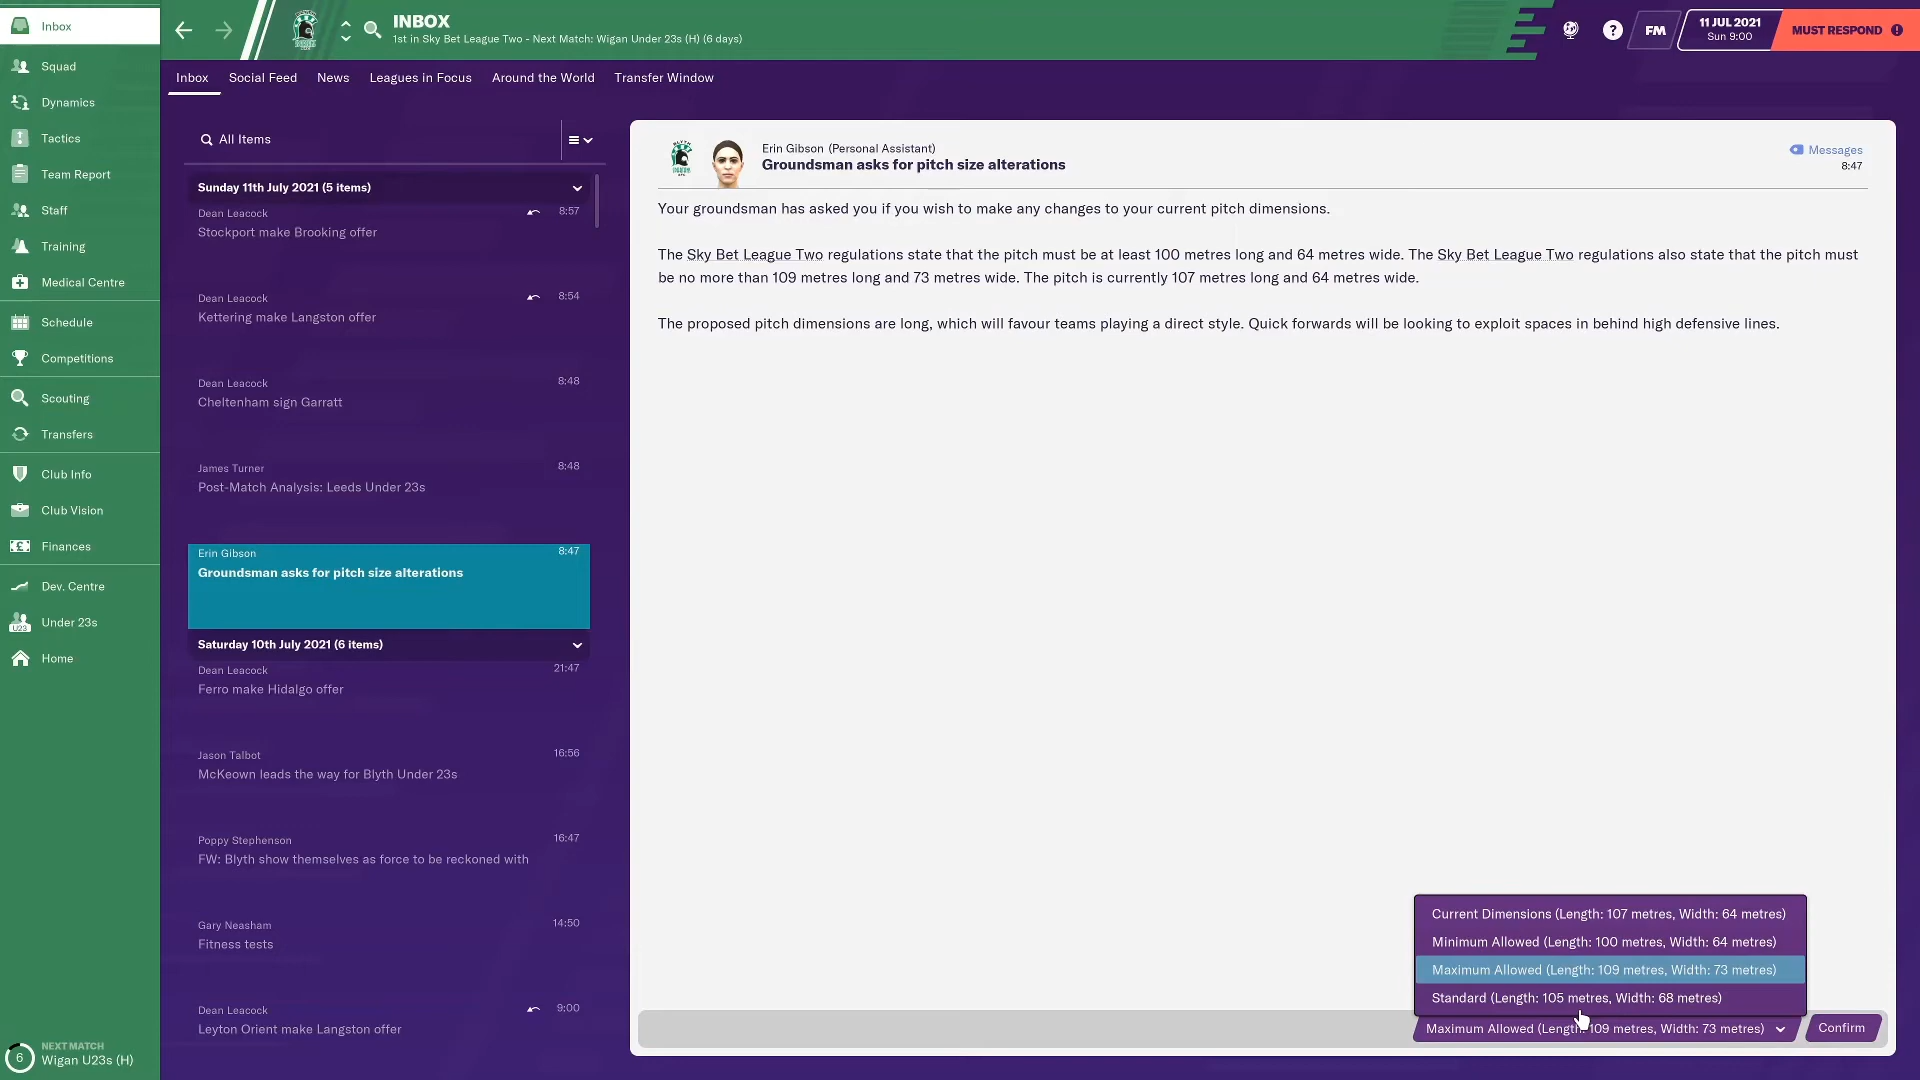 Inbox
Squad
Dynamics
Tactics
Team Report
Staff
Training
Medical Centre
Schedule
Competitions
Scouting
Transfers
Club Info
Club Vision
Finances
Dev. Centre
U23
Under 23s
Home
6
NEXT MATCH
Wigan U23s (H)
INBOX
1st in Sky Bet League Two - Next Match: Wigan Under 23s (H) (6 days)
?
FM
11 JUL 2021
Sun 9:00
MUST RESPOND
Inbox Social Feed News Leagues in Focus Around the World Transfer Window
All Items
Sunday 11th July 2021 (5 items)
Dean Leacock 8:57
Stockport make Brooking offer
Dean Leacock 8:54
Kettering make Langston offer
Dean Leacock 8:48
Cheltenham sign Garratt
James Turner 8:48
Post-Match Analysis: Leeds Under 23s
Erin Gibson 8:47
Groundsman asks for pitch size alterations
Saturday 10th July 2021 (6 items)
Dean Leacock 21:47
Ferro make Hidalgo offer
Jason Talbot 16:56
McKeown leads the way for Blyth Under 23s
Poppy Stephenson 16:47
FW: Blyth show themselves as force to be reckoned with
Gary Neasham 14:50
Fitness tests
Dean Leacock 9:00
Leyton Orient make Langston offer
Erin Gibson (Personal Assistant)
Groundsman asks for pitch size alterations
Messages
8:47
Your groundsman has asked you if you wish to make any changes to your current pitch dimensions.
The Sky Bet League Two regulations state that the pitch must be at least 100 metres long and 64 metres wide. The Sky Bet League Two regulations also state that the pitch must
be no more than 109 metres long and 73 metres wide. The pitch is currently 107 metres long and 64 metres wide.
The proposed pitch dimensions are long, which will favour teams playing a direct style. Quick forwards will be looking to exploit spaces in behind high defensive lines.
Current Dimensions (Length: 107 metres, Width: 64 metres)
Minimum Allowed (Length: 100 metres, Width: 64 metres)
Maximum Allowed (Length: 109 metres, Width: 73 metres)
Standard (Length: 105 metres, Width: 68 metres)
Maximum Allowed (Length: 109 metres, Width: 73 metres)
Confirm